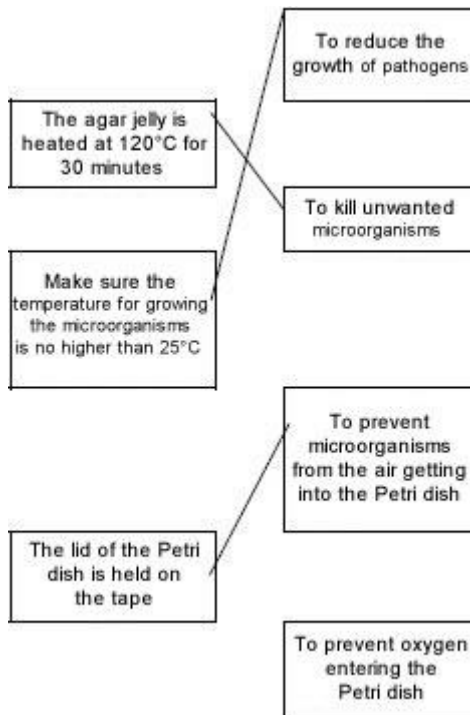 To reduce the
growth of pathogens
The agar jelly is
heated at 120°C for
30 minutes
To kill unwanted
microorganisms
Make sure the
temperature for growing
the microorganisms
is no higher than 25°C
To prevent
microorganisms
from the air getting
into the Petri dish
The lid of the Petri
dish is held on
the tape
To prevent oxygen
entering the
Petri dish